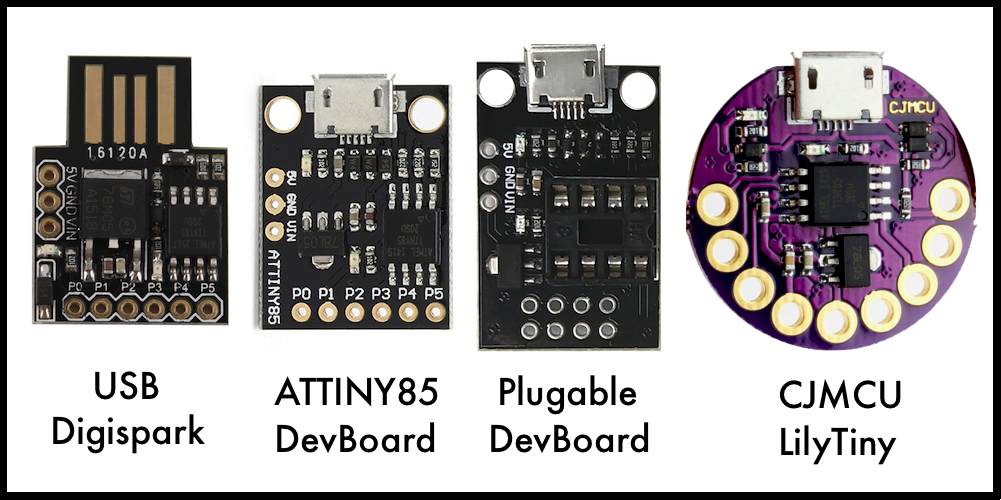 16120A
5V GND VIN
P0 P1 P2 P3 P4 P5
5V
GND
VIN
ATTINY85
P0 P1 P2 P3 P4 P5
5V
GND
VIN
CJMCU
USB
Digispark
ATTINY85
DevBoard
Plugable
DevBoard
CJMCU
LilyTiny